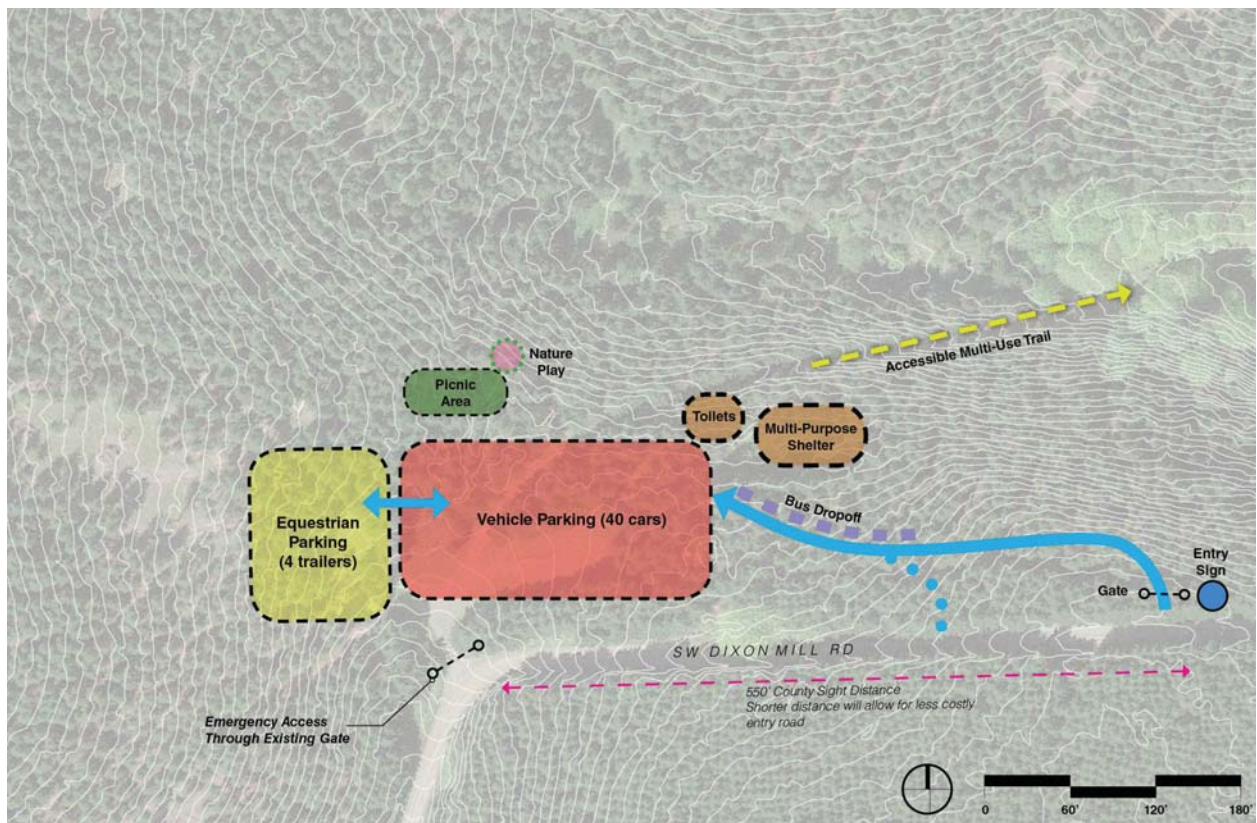 Accessible Multi-Use Trail
Nature
Play
Picnic
Area
Toilets
Multi-Purpose
Shelter
Equestrian
Parking
(4 trailers)
Vehicle Parking (40 cars)
Bus Dropoff
Entry
Sign
Gate
SW DIXON MILL RD
550' County Sight Distance
Shorter distance will allow for less costly
entry road
Emergency Access
Through Existing Gate
0 60' 120' 180'